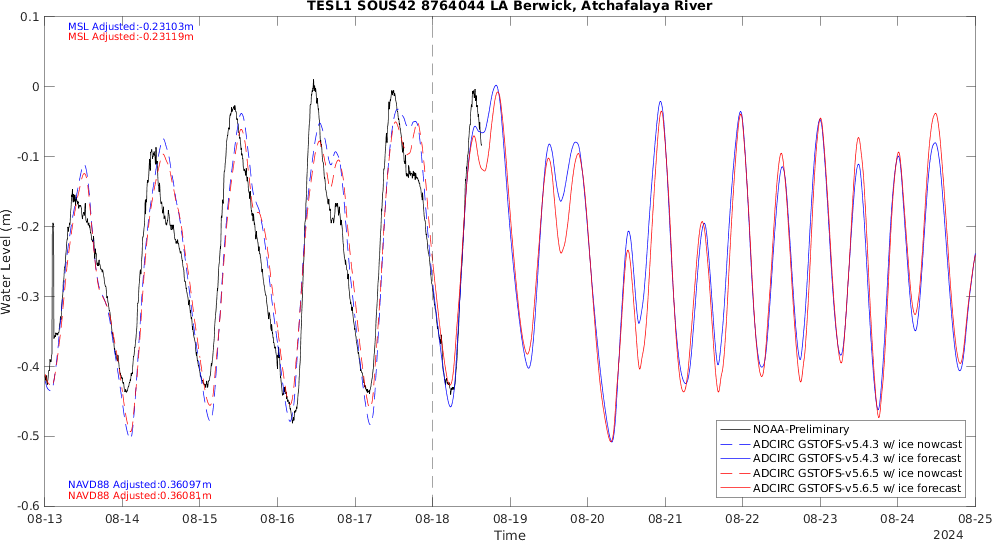 TESL1 SOUS42 8764044 LA Berwick, Atchafalaya River
MSL Adjusted:-0.23103m
MSL Adjusted:-0.23119m
0.1
0
-0.1
-0.2
-0.3
-0.4
-0.5
-0.6
Water Level (m)
NOAA-Preliminary
ADCIRC GSTOFS-v5.4.3 w/ ice nowcast
ADCIRC GSTOFS-v5.4.3 w/ ice forecast
ADCIRC GSTOFS-v5.6.5 w/ ice nowcast
ADCIRC GSTOFS-v5.6.5 w/ ice forecast
NAVD88 Adjusted:0.36097m
NAVD88 Adjusted:0.36081m
08-13 08-14 08-15 08-16 08-17 08-18 08-19 08-20 08-21 08-22 08-23 08-24 08-25
Time
2024